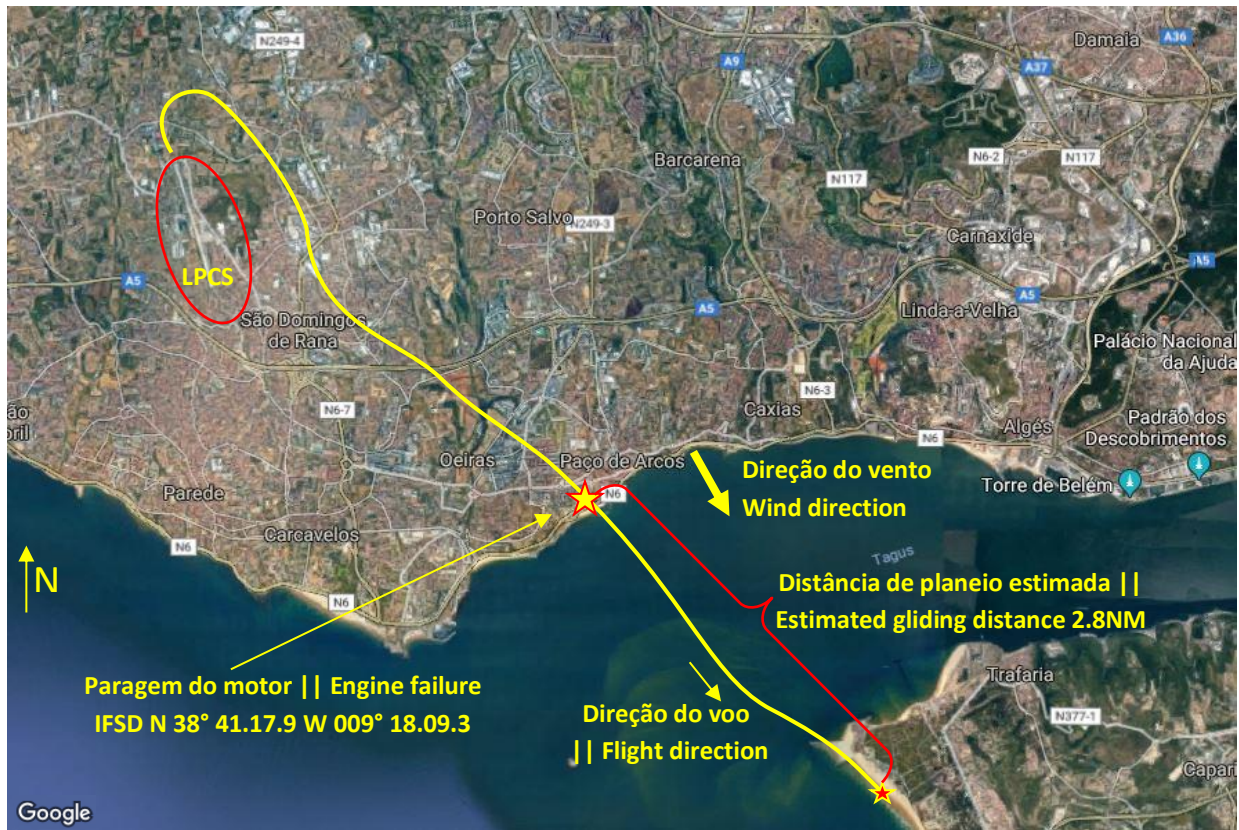 N249-4
A9
A36
Damaia
A37
Barcarena
N6-2
N117
N117
Porto Salvo
N249-3
Carnaxide
A5
LPCS
A5
A5
A5
São Domingos
de Rana
Linda-a-Velha
Palácio Nacional
da Ajuda
N6-7
N6-3
Caxias
Algés
Padrão dos
Descobrimentos
N6
Oeiras
Paço de Arcos
Direção do vento
Wind direction
Torre de Belém
Parede
N6
Carcavelos
N6
Tagus
N
N6
Distância de planeio estimada ||
Estimated gliding distance 2.8NM
Trafaria
Paragem do motor || Engine failure
IFSD N 38° 41.17.9 W 009° 18.09.3
Direção do voo
|| Flight direction
N377-1
Google